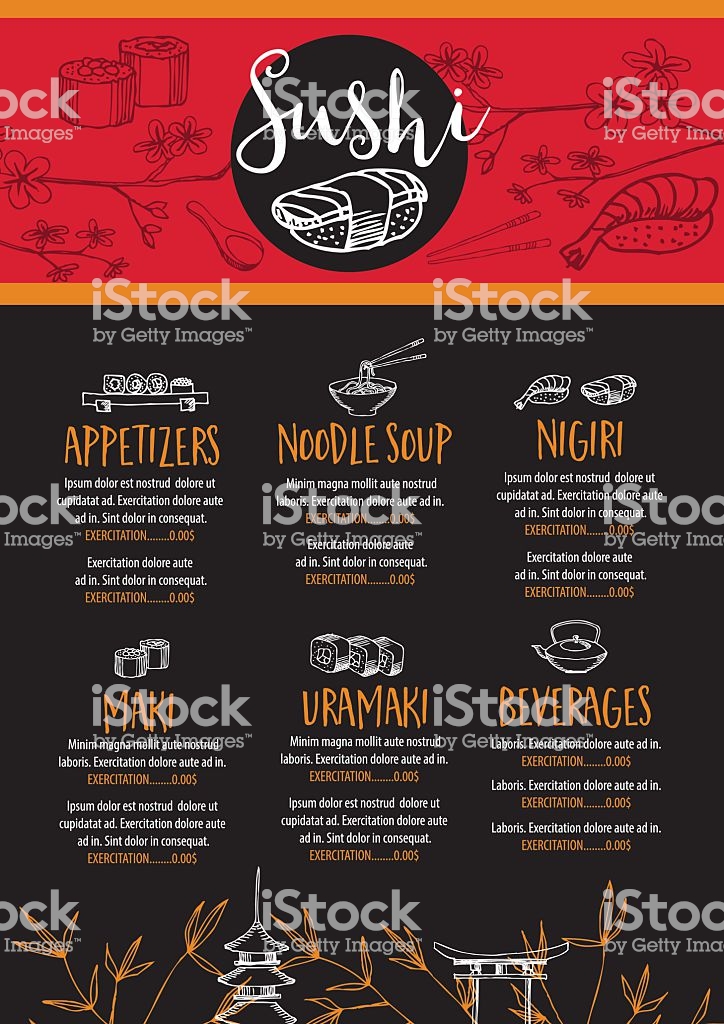 Sushi
APPETIZERS
Ipsum dolor es nostrud dolore ut
cupidatat ad. Exercitation dolore aute
ad in. Sint dolor in consequat.
EXERCITATION........0.00$
Exercitation dolore aute
ad in. Sint dolor in consequat.
EXERCITATION........0.00$
NOODLE SOUP
Minim magna mollit aute nostrud
laboris. Exercitation dolore aute ad in.
EXERCITATION........0.00$
Exercitation dolore aute
ad in. Sint dolor in consequat.
EXERCITATION........0.00$
NIGIRI
Ipsum dolor es nostrud dolore ut
cupidatat ad. Exercitation dolore aute
ad in. Sint dolor in consequat.
EXERCITATION........0.00$
Exercitation dolore aute
ad in. Sint dolor in consequat.
EXERCITATION........0.00$
MAKI
Minim magna mollit aute nostrud
laboris. Exercitation dolore aute ad in.
EXERCITATION........0.00$
Ipsum dolor es nostrud dolore ut
cupidatat ad. Exercitation dolore aute
ad in. Sint dolor in consequat.
EXERCITATION........0.00$
URAMAKI
Minim magna mollit aute nostrud
laboris. Exercitation dolore aute ad in.
EXERCITATION........0.00$
Ipsum dolor es nostrud dolore ut
cupidatat ad. Exercitation dolore aute
ad in. Sint dolor in consequat.
EXERCITATION........0.00$
BEVERAGES
Laboris. Exercitation dolore aute ad in.
EXERCITATION........0.00$
Laboris. Exercitation dolore aute ad in.
EXERCITATION........0.00$
Laboris. Exercitation dolore aute ad in.
EXERCITATION........0.00$
iStock
by Getty Images™